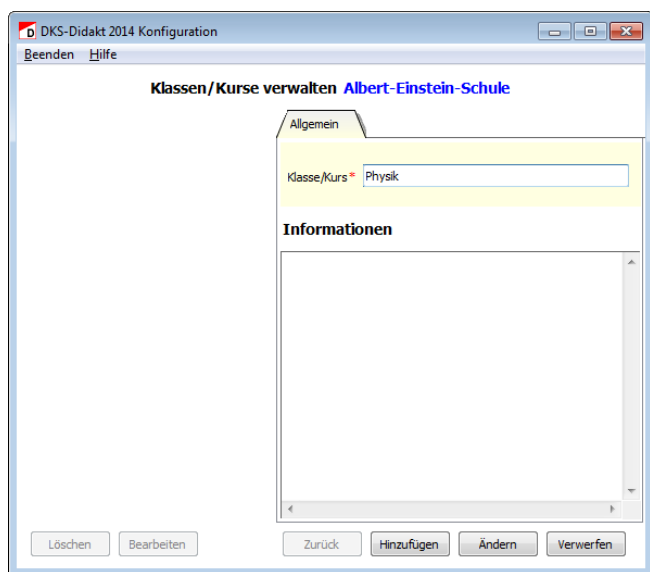 D DKS-Didakt 2014 Konfiguration
Beenden Hilfe
Klassen/Kurse verwalten Albert-Einstein-Schule
Allgemein
Klasse/Kurs* Physik
Informationen
Löschen Bearbeiten Zurück Hinzufügen Ändern Verwerfen